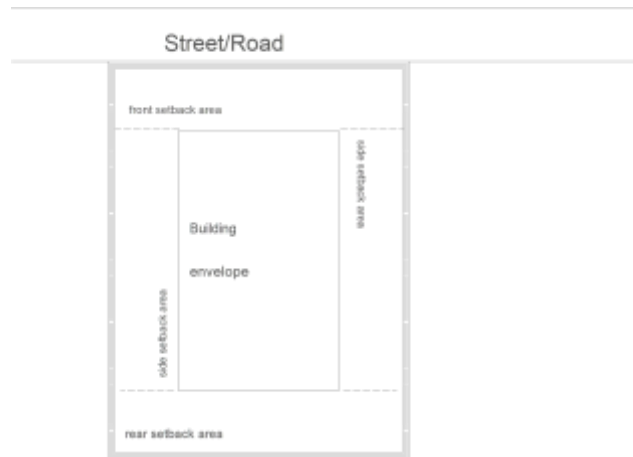 Street/Road
front setback area
side setback area
Building
envelope
side setback area
rear setback area